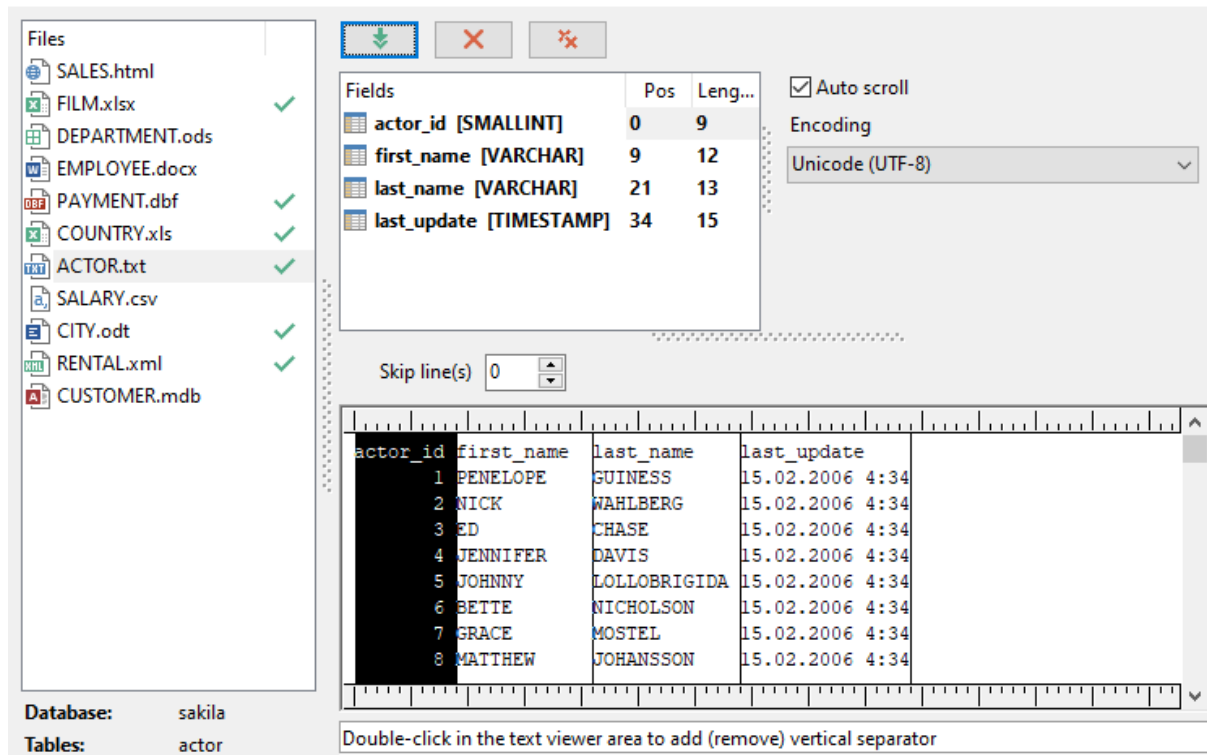 Files
SALES.html
FILM.xlsx
DEPARTMENT.ods
EMPLOYEE.docx
PAYMENT.dbf
COUNTRY.xls
ACTOR.txt
SALARY.csv
CITY.odt
RENTAL.xml
CUSTOMER.mdb
Database: sakila
Tables: actor
Fields Pos Leng...
actor_id [SMALLINT] 0 9
first_name [VARCHAR] 9 12
last_name [VARCHAR] 21 13
last_update [TIMESTAMP] 34 15
Auto scroll
Encoding
Unicode (UTF-8)
Skip line(s) 0
actor_id first_name last_name last_update
1 PENELOPE GUINESS 15.02.2006 4:34
2 NICK WAHLBERG 15.02.2006 4:34
3 ED CHASE 15.02.2006 4:34
4 JENNIFER DAVIS 15.02.2006 4:34
5 JOHNNY LOLLOBRIGIDA 15.02.2006 4:34
6 BETTE NICHOLSON 15.02.2006 4:34
7 GRACE MOSTEL 15.02.2006 4:34
8 MATTHEW JOHANSSON 15.02.2006 4:34
Double-click in the text viewer area to add (remove) vertical separator